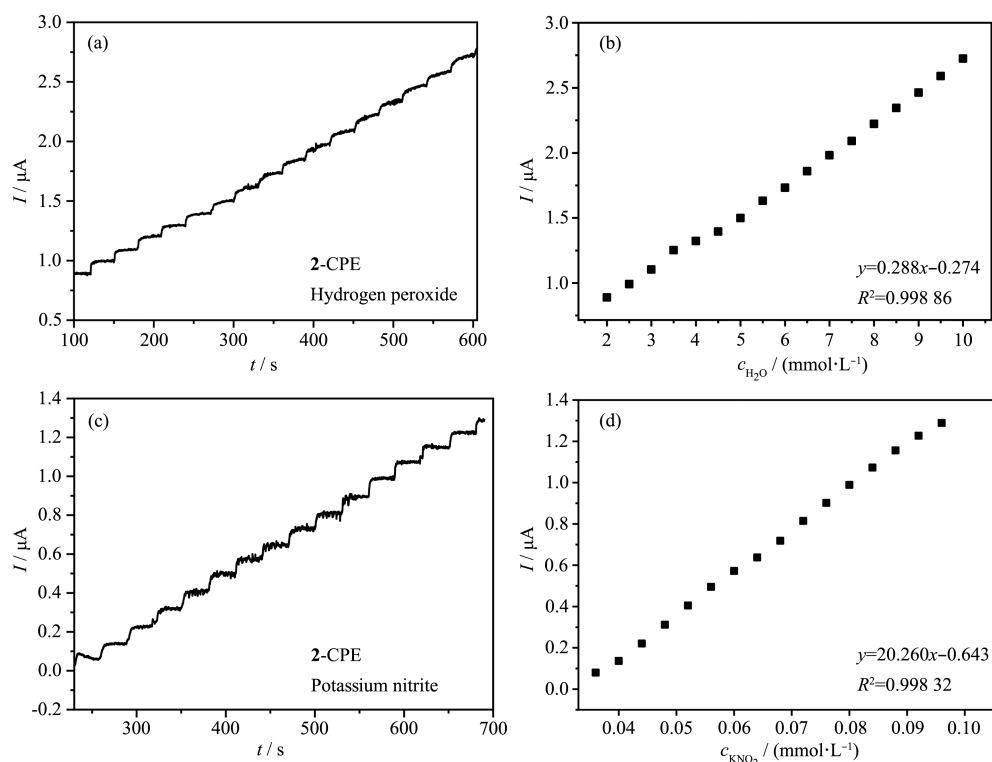 (a)
3.0
2.5
2.0
1.5
1.0
0.5
I / μA
2-CPE
Hydrogen peroxide
100 200 300 400 500 600
t / s
(b)
3.0
2.5
2.0
1.5
1.0
I / μA
y=0.288x−0.274
R²=0.998 86
2 3 4 5 6 7 8 9 10
c_H₂O / (mmol·L⁻¹)
(c)
1.4
1.2
1.0
0.8
0.6
0.4
0.2
0.0
-0.2
I / μA
2-CPE
Potassium nitrite
300 400 500 600 700
t / s
(d)
1.4
1.2
1.0
0.8
0.6
0.4
0.2
0.0
I / μA
y=20.260x−0.643
R²=0.998 32
0.04 0.05 0.06 0.07 0.08 0.09 0.10
c_KNO₂ / (mmol·L⁻¹)